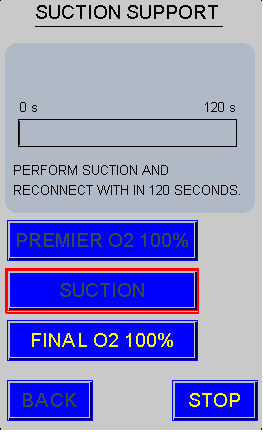 SUCTION SUPPORT
0 s 120 s
PERFORM SUCTION AND
RECONNECT WITH IN 120 SECONDS.
PREMIER O2 100%
SUCTION
FINAL O2 100%
BACK STOP